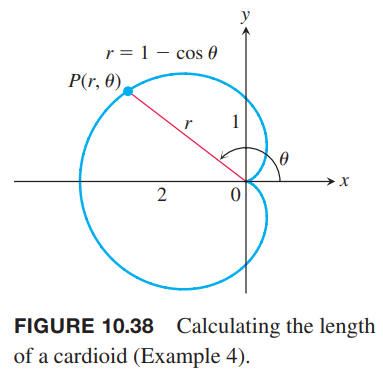 y
r = 1 − cos θ
P(r, θ)
r
1
θ
x
2
0
FIGURE 10.38 Calculating the length
of a cardioid (Example 4).